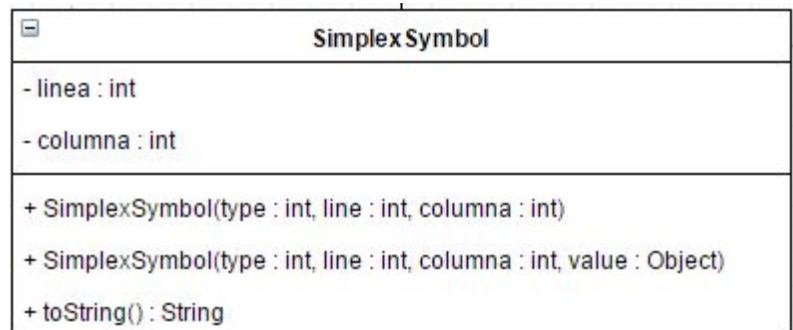 SimplexSymbol
- linea : int
- columna : int
+ SimplexSymbol(type : int, line : int, columna : int)
+ SimplexSymbol(type : int, line : int, columna : int, value : Object)
+ toString() : String